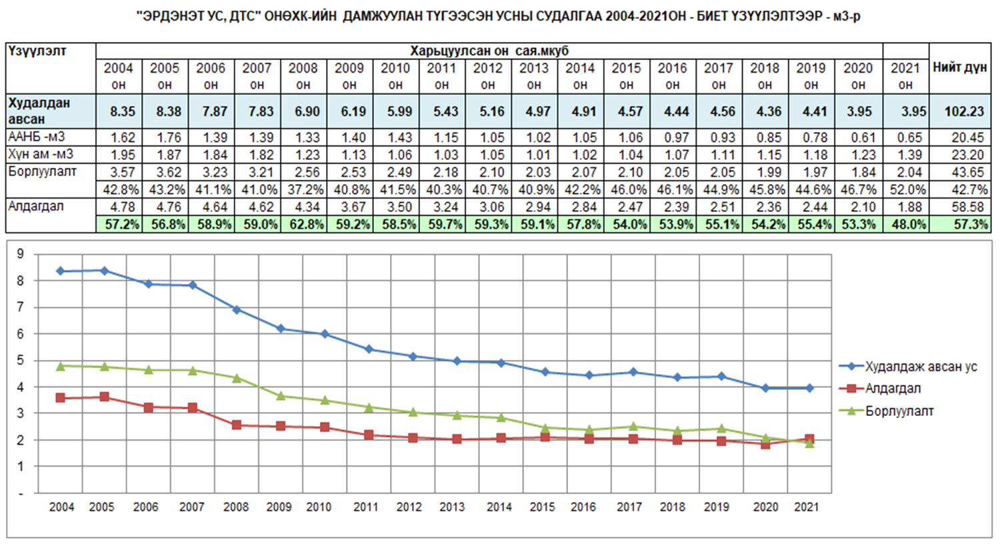 "ЭРДЭНЭТ УС, ДТС" ОНӨХК-ИЙН ДАМЖУУЛАН ТҮГЭЭСЭН УСНЫ СУДАЛГАА 2004-2021ОН - БИЕТ ҮЗҮҮЛЭЛТЭЭР - м3-р
Үзүүлэлт Харьцуулсан он сая.мкуб Нийт дүн
2004 он 2005 он 2006 он 2007 он 2008 он 2009 он 2010 он 2011 он 2012 он 2013 он 2014 он 2015 он 2016 он 2017 он 2018 он 2019 он 2020 он 2021 он
Худалдан авсан 8.35 8.38 7.87 7.83 6.90 6.19 5.99 5.43 5.16 4.97 4.91 4.57 4.44 4.56 4.36 4.41 3.95 3.95 102.23
ААНБ -м3 1.62 1.76 1.39 1.39 1.33 1.40 1.43 1.15 1.05 1.02 1.05 1.06 0.97 0.93 0.85 0.78 0.61 0.65 20.45
Хүн ам -м3 1.95 1.87 1.84 1.82 1.23 1.13 1.06 1.03 1.05 1.01 1.02 1.04 1.07 1.11 1.15 1.18 1.23 1.39 23.20
Борлуулалт 3.57 3.62 3.23 3.21 2.56 2.53 2.49 2.18 2.10 2.03 2.07 2.10 2.05 2.05 1.99 1.97 1.84 2.04 43.65
42.8% 43.2% 41.1% 41.0% 37.2% 40.8% 41.5% 40.3% 40.7% 40.9% 42.2% 46.0% 46.1% 44.9% 45.8% 44.6% 46.7% 52.0% 42.7%
Алдагдал 4.78 4.76 4.64 4.62 4.34 3.67 3.50 3.24 3.06 2.94 2.84 2.47 2.39 2.51 2.36 2.44 2.10 1.88 58.58
57.2% 56.8% 58.9% 59.0% 62.8% 59.2% 58.5% 59.7% 59.3% 59.1% 57.8% 54.0% 53.9% 55.1% 54.2% 55.4% 53.3% 48.0% 57.3%
9
8
7
6
5
4
3
2
1
-
2004 2005 2006 2007 2008 2009 2010 2011 2012 2013 2014 2015 2016 2017 2018 2019 2020 2021
Худалдаж авсан ус
Алдагдал
Борлуулалт